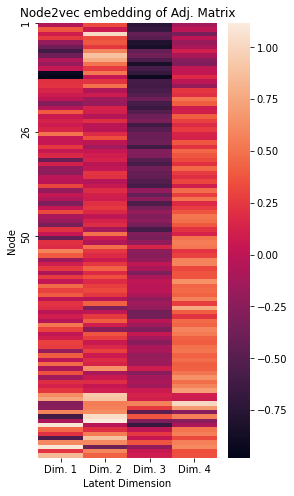 Node2vec embedding of Adj. Matrix
1
26
50
Node
Dim. 1 Dim. 2 Dim. 3 Dim. 4
Latent Dimension
1.00
0.75
0.50
0.25
0.00
−0.25
−0.50
−0.75